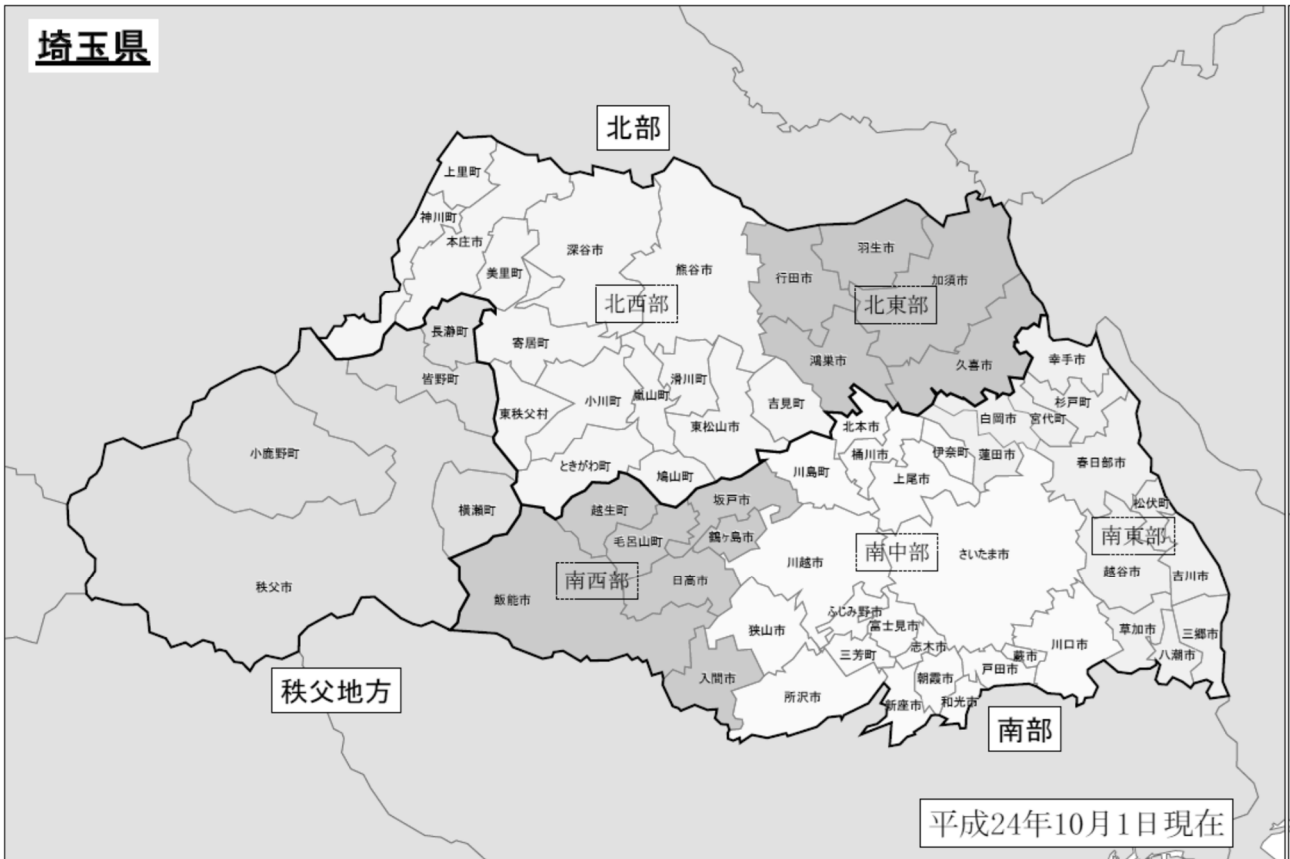 埼玉県
北部
上里町
神川町
本庄市
美里町
深谷市
熊谷市
北西部
行田市
羽生市
加須市
北東部
鴻巣市
久喜市
長瀞町
皆野町
寄居町
小川町
嵐山町
滑川町
東秩父村
東松山市
吉見町
ときがわ町
鳩山町
小鹿野町
横瀬町
秩父市
秩父地方
幸手市
杉戸町
宮代町
白岡市
北本市
桶川市
伊奈町
蓮田市
上尾市
川島町
春日部市
松伏町
南東部
越生町
坂戸市
毛呂山町
鶴ヶ島市
南西部
日高市
飯能市
川越市
南中部
さいたま市
越谷市
吉川市
狭山市
ふじみ野市
富士見市
三芳町
志木市
入間市
所沢市
新座市
朝霞市
和光市
戸田市
蕨市
川口市
草加市
八潮市
三郷市
南部
平成24年10月1日現在